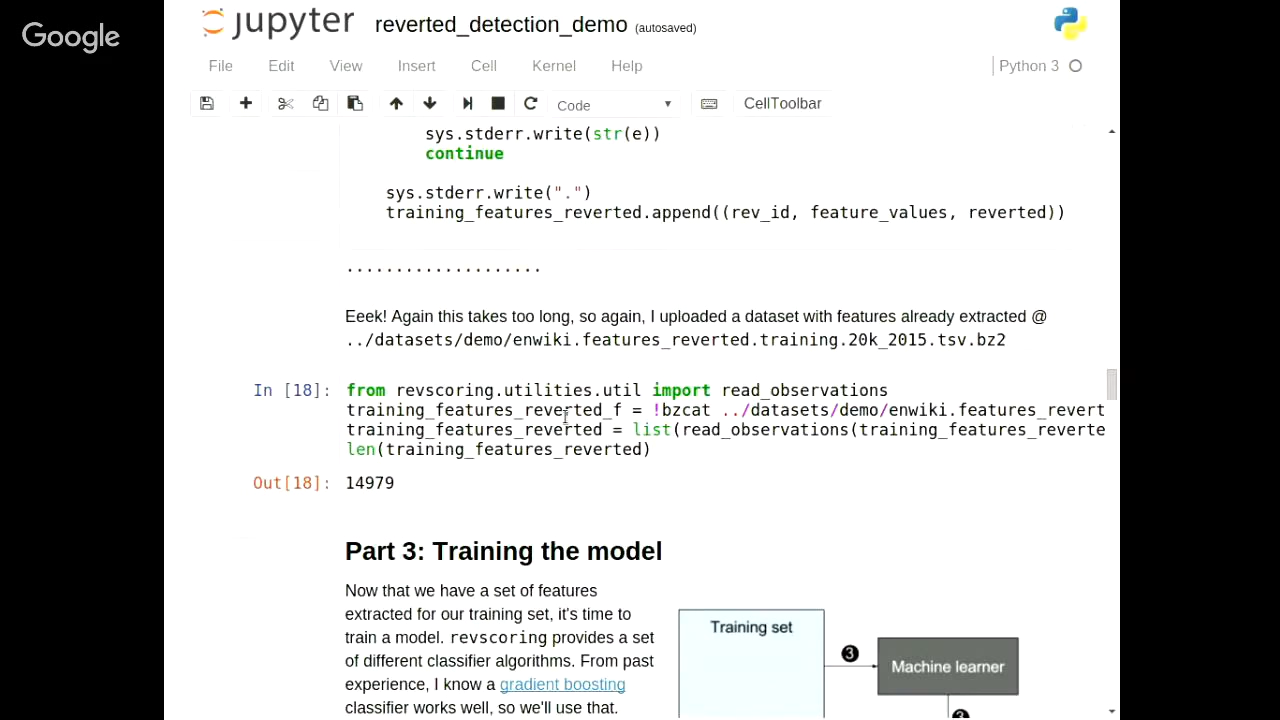 Google
jupyter reverted_detection_demo (autosaved)
File Edit View Insert Cell Kernel Help Python 3
Code CellToolbar
sys.stderr.write(str(e))
continue
sys.stderr.write(".")
training_features_reverted.append((rev_id, feature_values, reverted))
....................
Eeek! Again this takes too long, so again, I uploaded a dataset with features already extracted @
../datasets/demo/enwiki.features_reverted.training.20k_2015.tsv.bz2
In [18]: from revscoring.utilities.util import read_observations
training_features_reverted_f = !bzcat ../datasets/demo/enwiki.features_revert
training_features_reverted = list(read_observations(training_features_reverte
len(training_features_reverted)
Out[18]: 14979
Part 3: Training the model
Now that we have a set of features
extracted for our training set, it's time to
train a model. revscoring provides a set
of different classifier algorithms. From past
experience, I know a gradient boosting
classifier works well, so we'll use that.
Training set
3
Machine learner